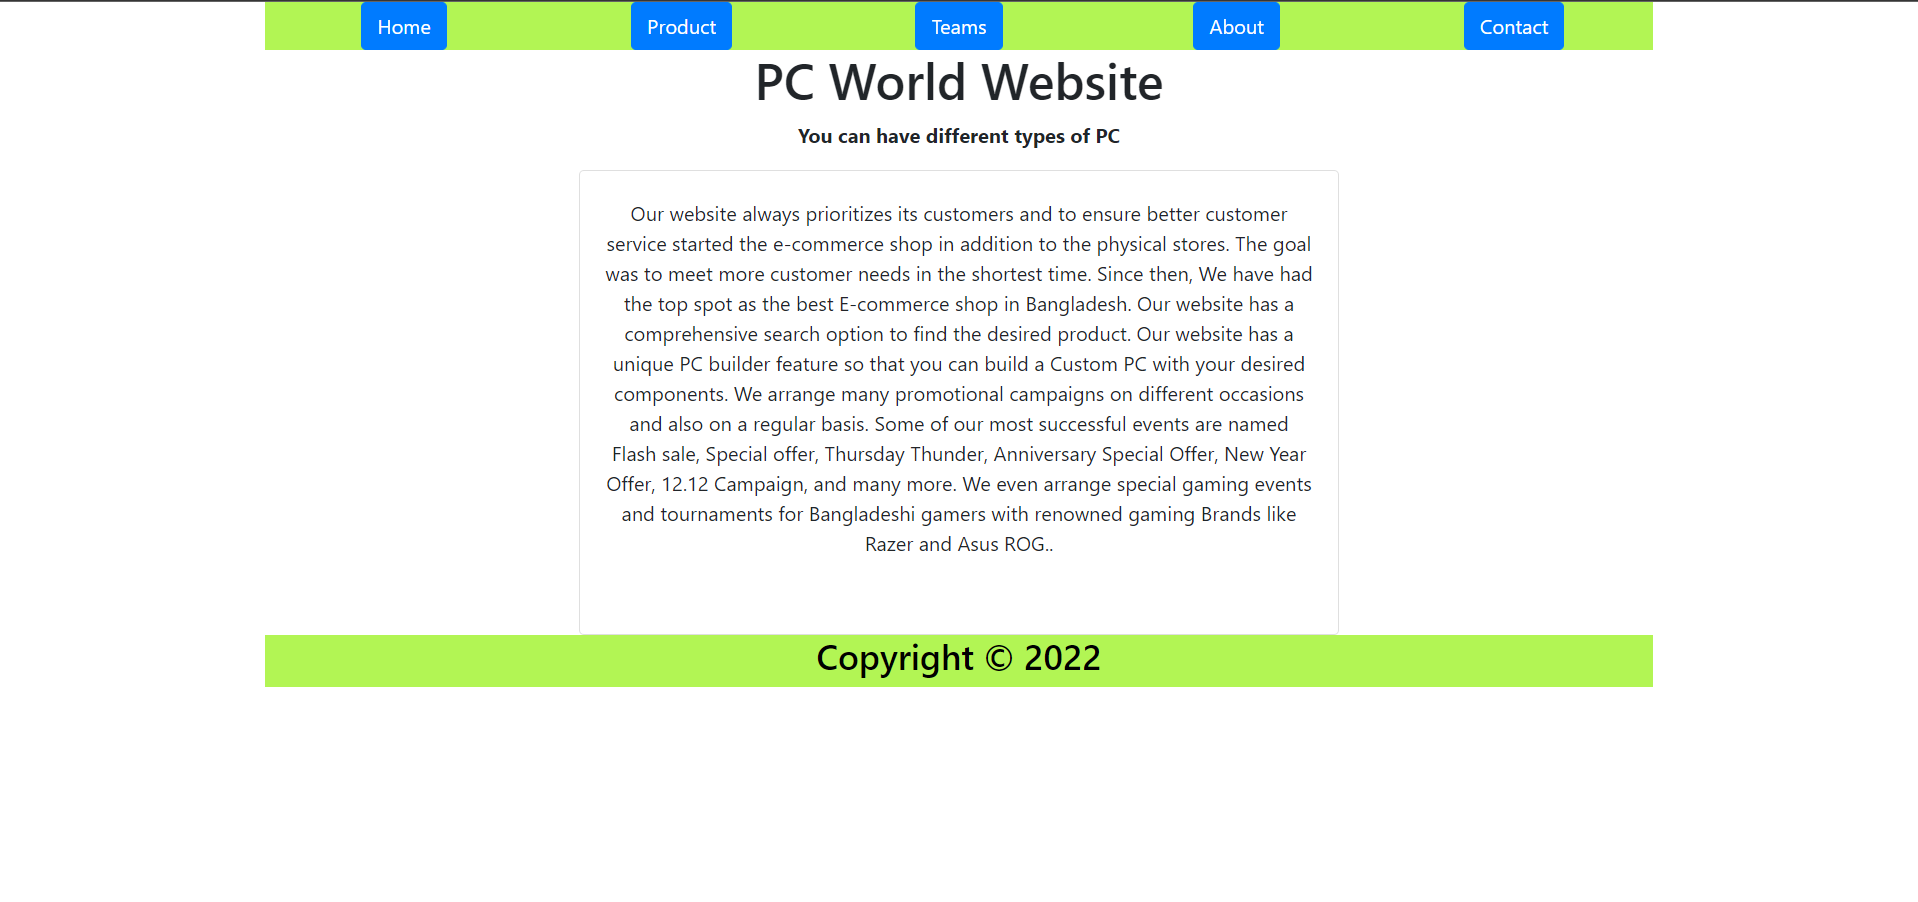 Home Product Teams About Contact
PC World Website
You can have different types of PC
Our website always prioritizes its customers and to ensure better customer
service started the e-commerce shop in addition to the physical stores. The goal
was to meet more customer needs in the shortest time. Since then, We have had
the top spot as the best E-commerce shop in Bangladesh. Our website has a
comprehensive search option to find the desired product. Our website has a
unique PC builder feature so that you can build a Custom PC with your desired
components. We arrange many promotional campaigns on different occasions
and also on a regular basis. Some of our most successful events are named
Flash sale, Special offer, Thursday Thunder, Anniversary Special Offer, New Year
Offer, 12.12 Campaign, and many more. We even arrange special gaming events
and tournaments for Bangladeshi gamers with renowned gaming Brands like
Razer and Asus ROG..
Copyright © 2022